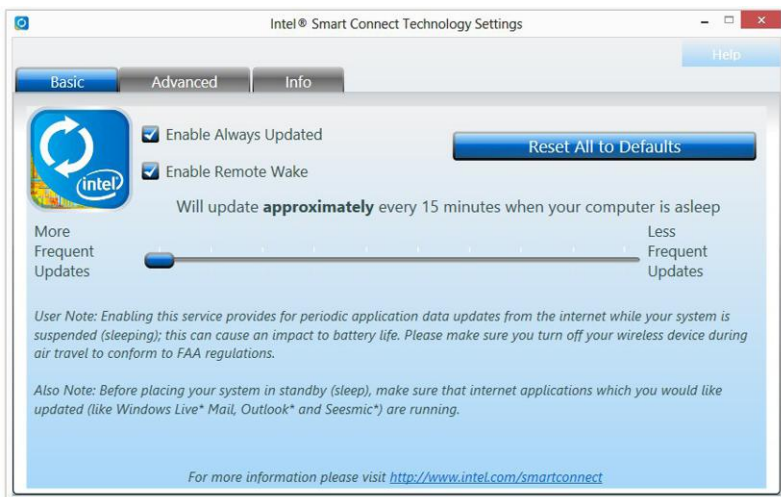 Intel® Smart Connect Technology Settings
Help
Basic
Advanced
Info
Enable Always Updated
Reset All to Defaults
Enable Remote Wake
intel
Will update approximately every 15 minutes when your computer is asleep
More
Frequent
Updates
Less
Frequent
Updates
User Note: Enabling this service provides for periodic application data updates from the internet while your system is
suspended (sleeping); this can cause an impact to battery life. Please make sure you turn off your wireless device during
air travel to conform to FAA regulations.
Also Note: Before placing your system in standby (sleep), make sure that internet applications which you would like
updated (like Windows Live* Mail, Outlook* and Seesmic*) are running.
For more information please visit http://www.intel.com/smartconnect